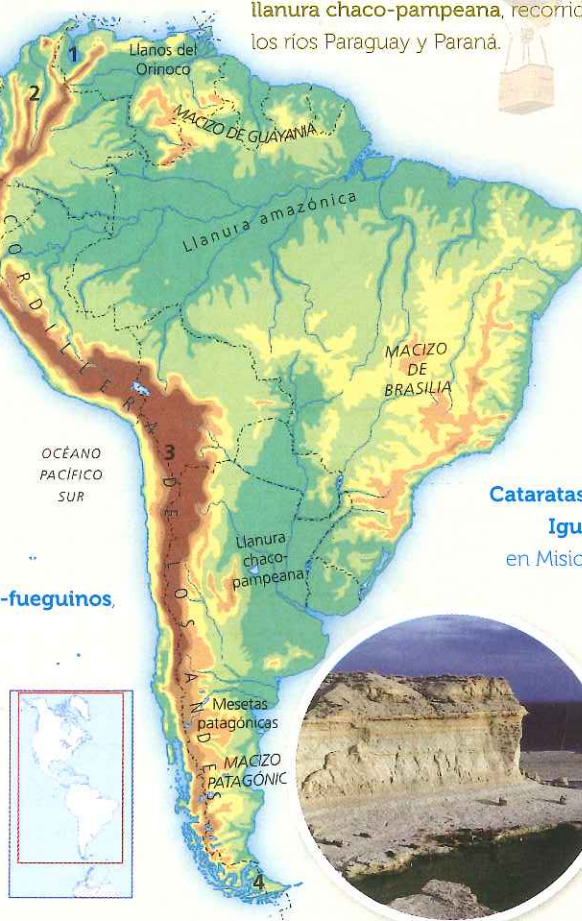 llanura chaco-pampeana, recorrid
los ríos Paraguay y Paraná.
1
Llanos del
Orinoco
2
MACIZO DE GUAYANIA
Llanura amazónica
CORDILLERA DE LOS ANDES
MACIZO
DE
BRASILIA
3
OCÉANO
PACÍFICO
SUR
Cataratas
Igu
en Mision
Llanura
chaco-
pampeana
-fueguinos,
Mesetas
patagónicas
MACIZO
PATAGÓNIC
4